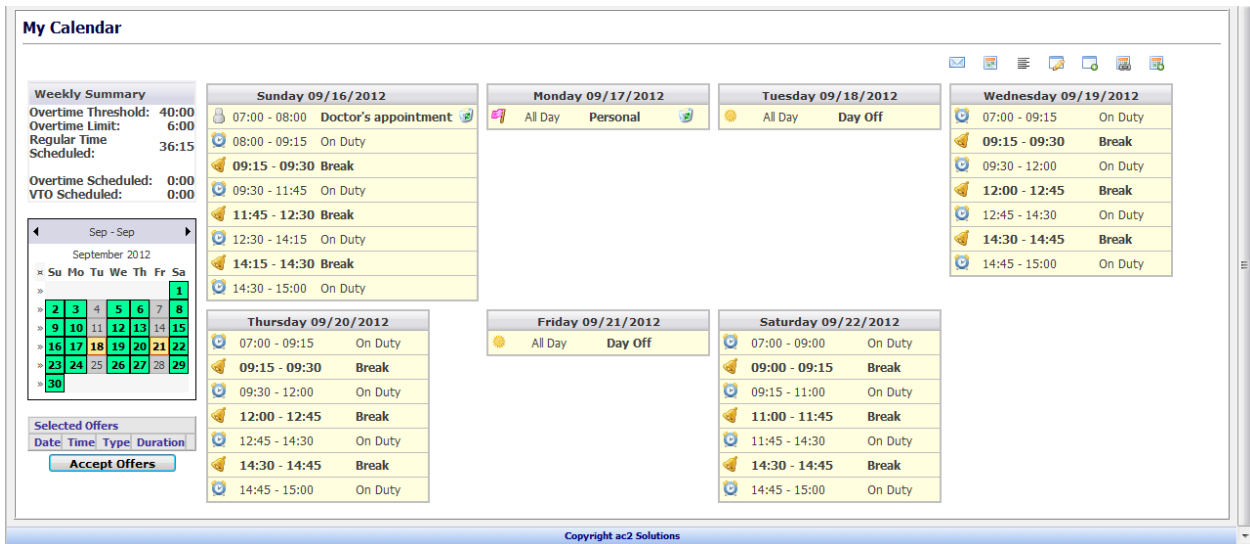 My Calendar
Weekly Summary
Overtime Threshold: 40:00
Overtime Limit: 6:00
Regular Time
Scheduled: 36:15
Overtime Scheduled: 0:00
VTO Scheduled: 0:00
Sep - Sep
September 2012
Su Mo Tu We Th Fr Sa
» 1
» 2 3 4 5 6 7 8
» 9 10 11 12 13 14 15
» 16 17 18 19 20 21 22
» 23 24 25 26 27 28 29
» 30
Selected Offers
Date Time Type Duration
Accept Offers
Sunday 09/16/2012
07:00 - 08:00 Doctor's appointment
08:00 - 09:15 On Duty
09:15 - 09:30 Break
09:30 - 11:45 On Duty
11:45 - 12:30 Break
12:30 - 14:15 On Duty
14:15 - 14:30 Break
14:30 - 15:00 On Duty
Monday 09/17/2012
All Day Personal
Tuesday 09/18/2012
All Day Day Off
Wednesday 09/19/2012
07:00 - 09:15 On Duty
09:15 - 09:30 Break
09:30 - 12:00 On Duty
12:00 - 12:45 Break
12:45 - 14:30 On Duty
14:30 - 14:45 Break
14:45 - 15:00 On Duty
Thursday 09/20/2012
07:00 - 09:15 On Duty
09:15 - 09:30 Break
09:30 - 12:00 On Duty
12:00 - 12:45 Break
12:45 - 14:30 On Duty
14:30 - 14:45 Break
14:45 - 15:00 On Duty
Friday 09/21/2012
All Day Day Off
Saturday 09/22/2012
07:00 - 09:00 On Duty
09:00 - 09:15 Break
09:15 - 11:00 On Duty
11:00 - 11:45 Break
11:45 - 14:30 On Duty
14:30 - 14:45 Break
14:45 - 15:00 On Duty
Copyright ac2 Solutions